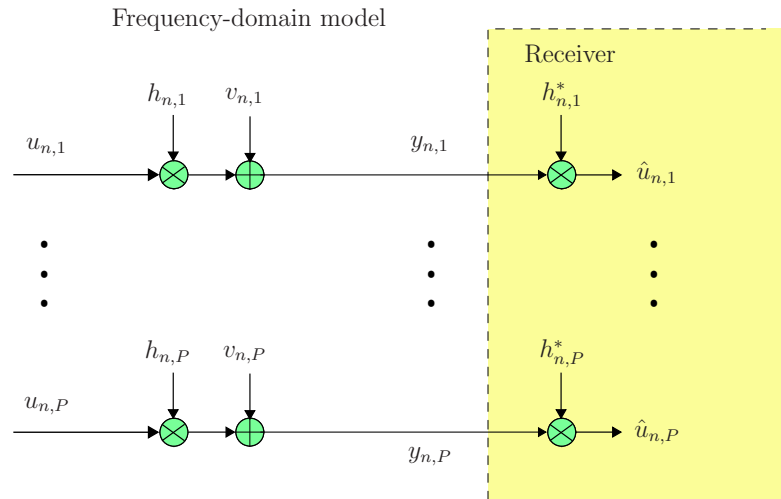 Frequency-domain model
Receiver
h_{n,1} v_{n,1} h^*_{n,1}
u_{n,1} y_{n,1}
û_{n,1}
h_{n,P} v_{n,P} h^*_{n,P}
u_{n,P}
y_{n,P} û_{n,P}